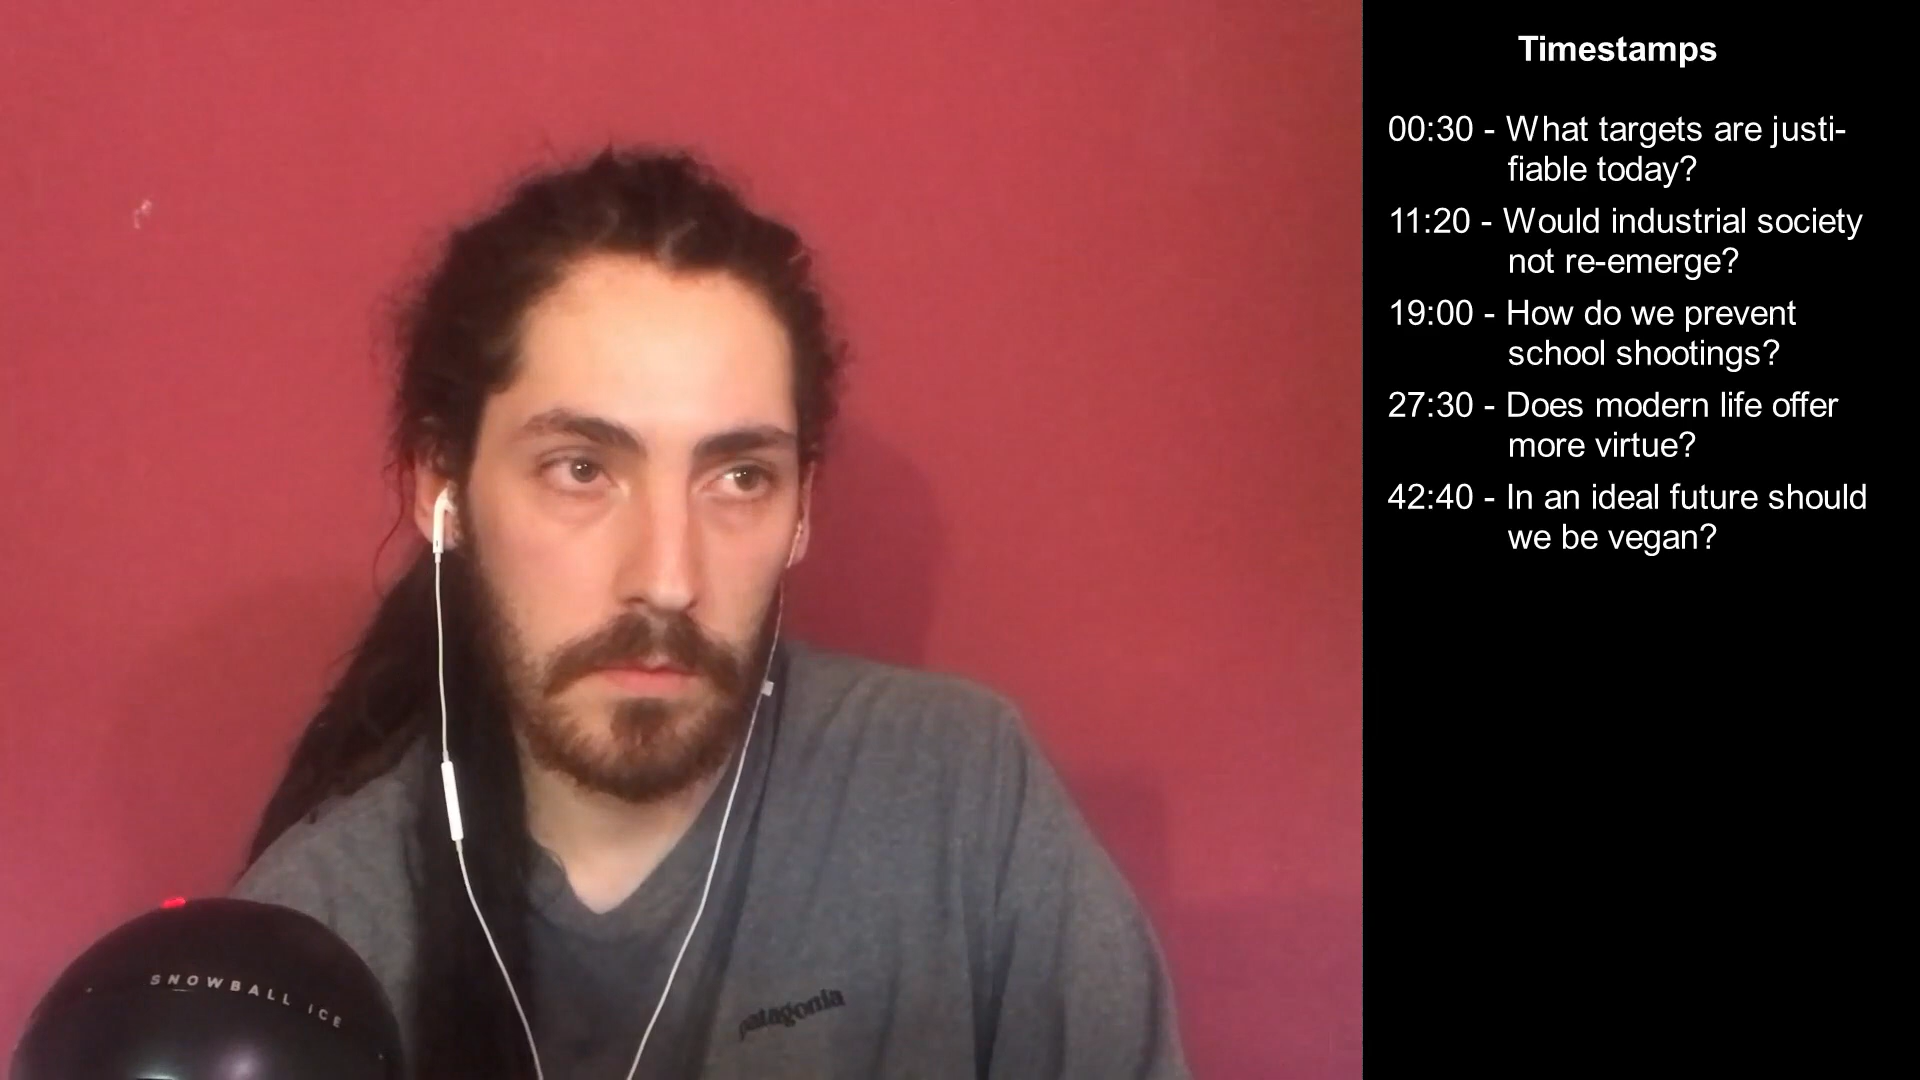 Timestamps
00:30 - What targets are justi-
fiable today?
11:20 - Would industrial society
not re-emerge?
19:00 - How do we prevent
school shootings?
27:30 - Does modern life offer
more virtue?
42:40 - In an ideal future should
we be vegan?
SNOWBALL iCE
patagonia